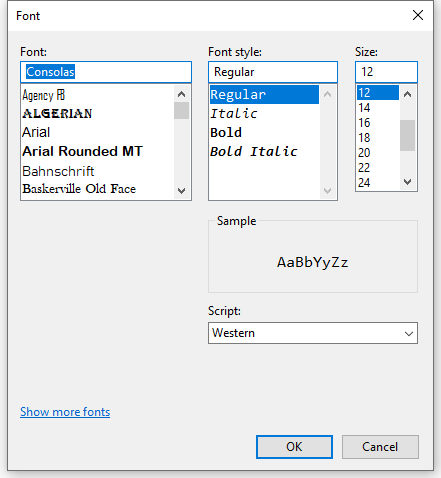 Font
Font:
Consolas
Agency FB
ALGERIAN
Arial
Arial Rounded MT
Bahnschrift
Baskerville Old Face
Font style:
Regular
Regular
Italic
Bold
Bold Italic
Size:
12
12
14
16
18
20
22
24
Sample
AaBbYyZz
Script:
Western
Show more fonts
OK
Cancel